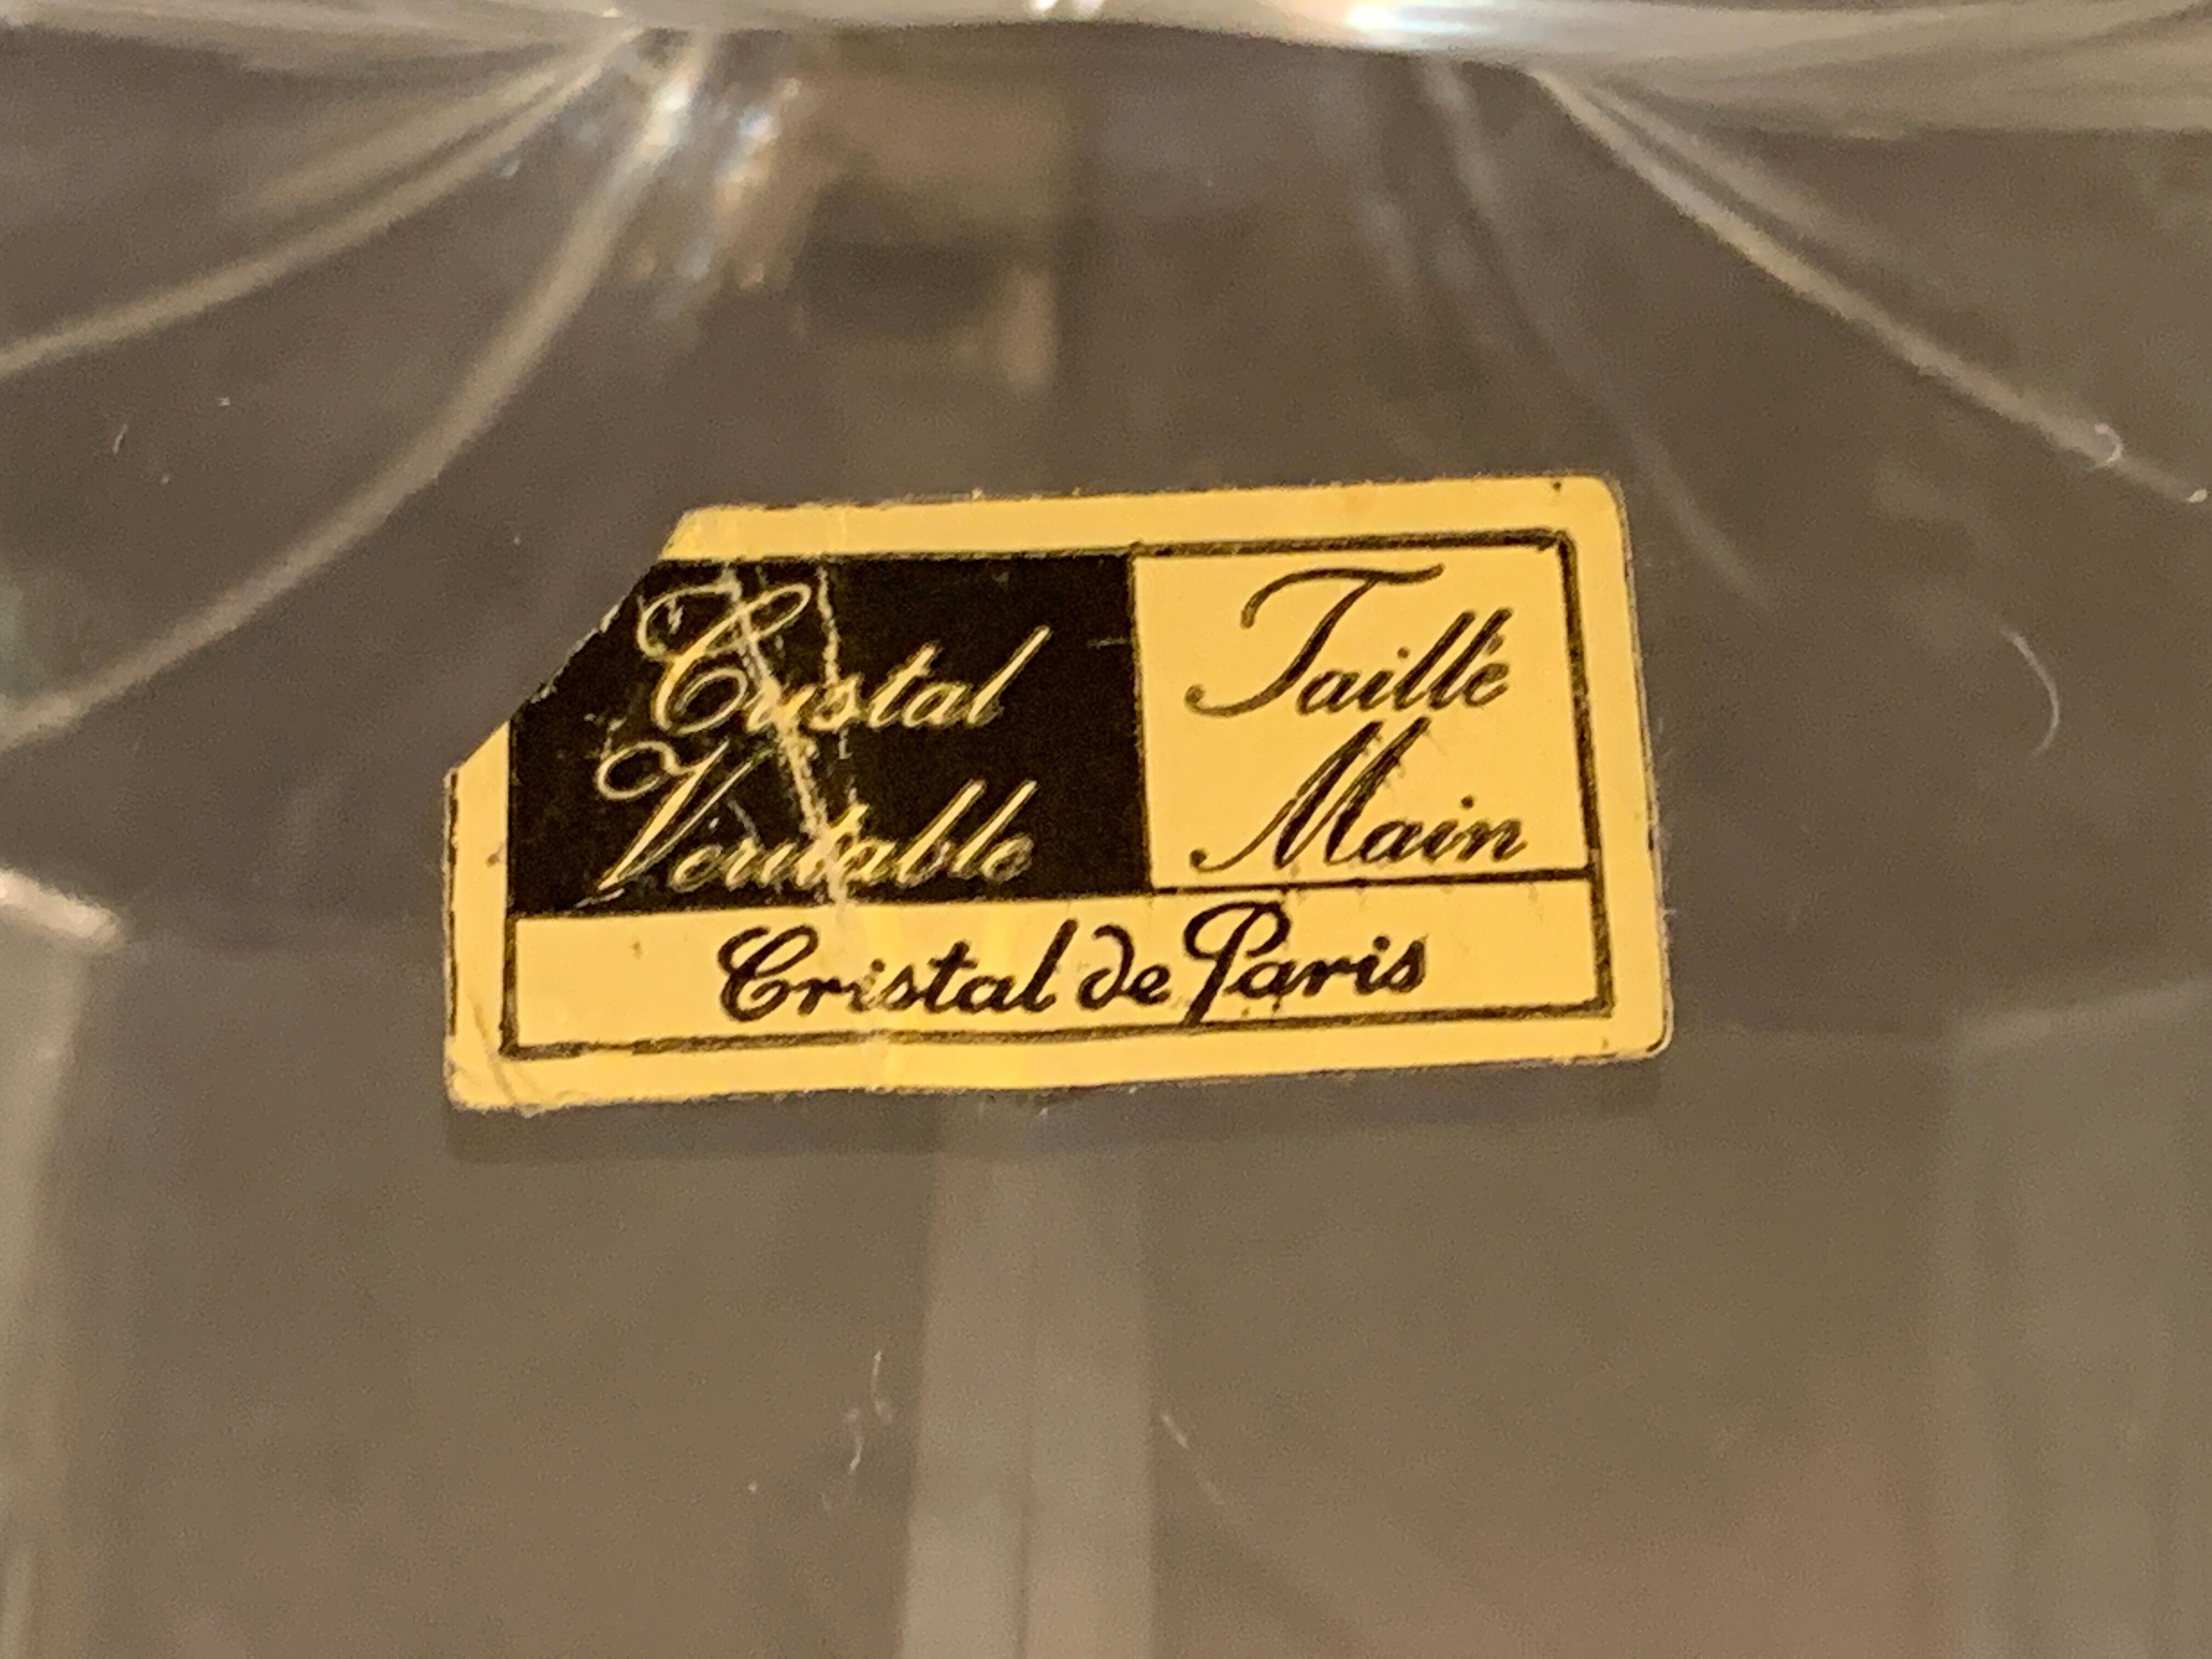 Cristal
Véritable
Taillé
Main
Cristal de Paris